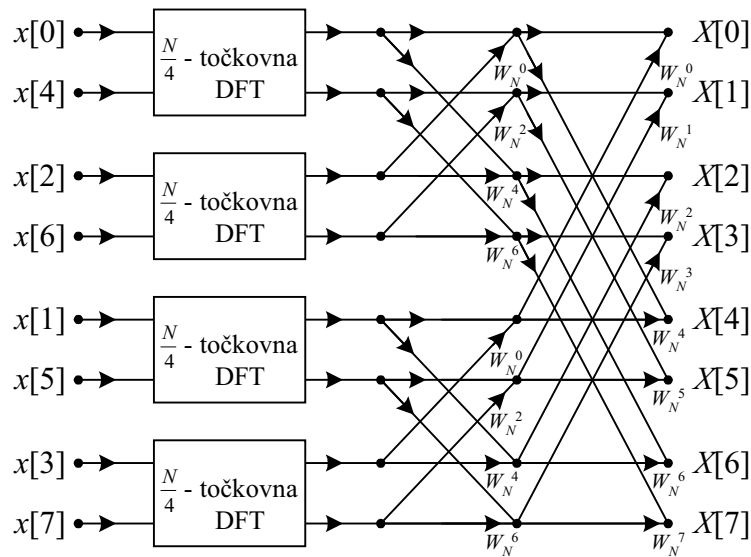 x[0]
x[4]
N/4 - točkovna
DFT
W_N^0
W_N^2
X[0]
W_N^0
X[1]
W_N^1
x[2]
x[6]
N/4 - točkovna
DFT
W_N^4
W_N^6
X[2]
W_N^2
X[3]
W_N^3
x[1]
x[5]
N/4 - točkovna
DFT
W_N^0
W_N^2
X[4]
W_N^4
X[5]
W_N^5
x[3]
x[7]
N/4 - točkovna
DFT
W_N^4
W_N^6
X[6]
W_N^6
X[7]
W_N^7